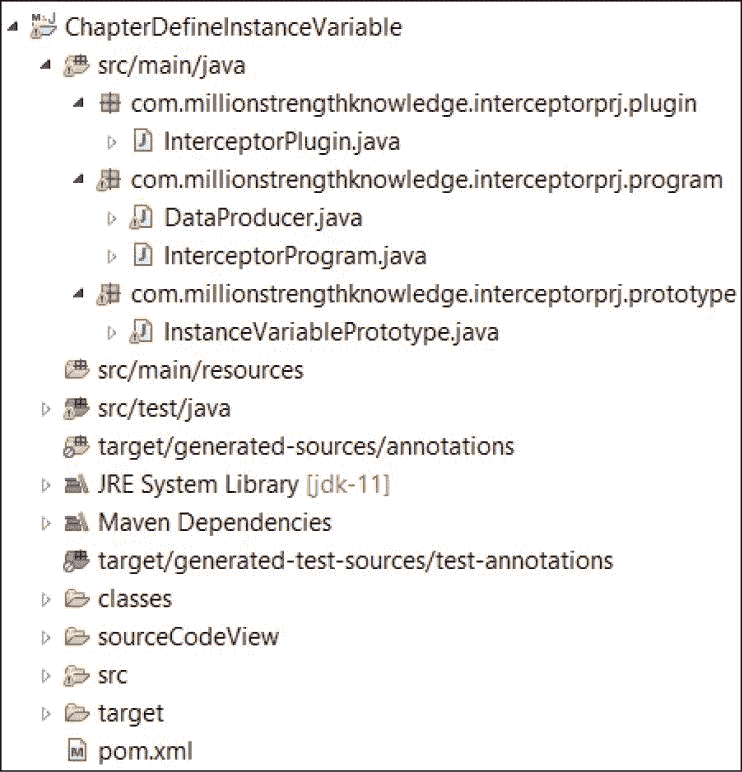 ChapterDefineInstanceVariable
src/main/java
com.millionstrengthknowledge.interceptorprj.plugin
InterceptorPlugin.java
com.millionstrengthknowledge.interceptorprj.program
DataProducer.java
InterceptorProgram.java
com.millionstrengthknowledge.interceptorprj.prototype
InstanceVariablePrototype.java
src/main/resources
src/test/java
target/generated-sources/annotations
JRE System Library [jdk-11]
Maven Dependencies
target/generated-test-sources/test-annotations
classes
sourceCodeView
src
target
pom.xml